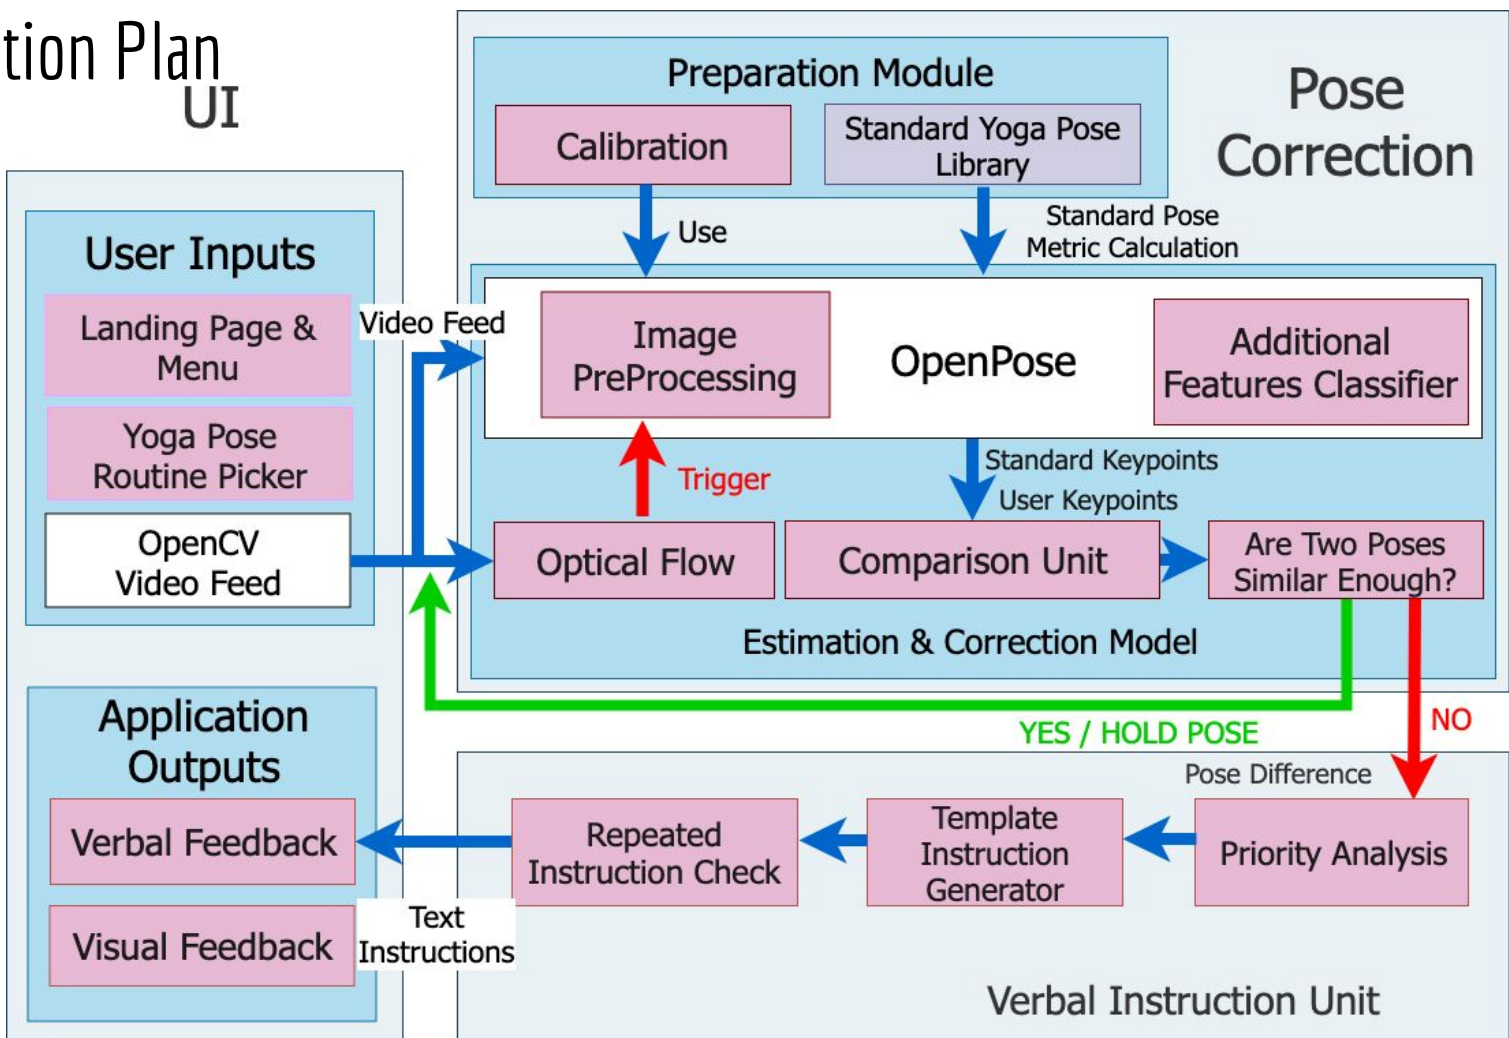 tion Plan
UI
User Inputs
Landing Page &
Menu
Yoga Pose
Routine Picker
OpenCV
Video Feed
Application
Outputs
Verbal Feedback
Visual Feedback
Video Feed
Text
Instructions
Pose
Correction
Preparation Module
Calibration
Standard Yoga Pose
Library
Use
Standard Pose
Metric Calculation
Image
PreProcessing
OpenPose
Additional
Features Classifier
Trigger
Standard Keypoints
User Keypoints
Optical Flow
Comparison Unit
Are Two Poses
Similar Enough?
Estimation & Correction Model
YES / HOLD POSE
NO
Pose Difference
Repeated
Instruction Check
Template
Instruction
Generator
Priority Analysis
Verbal Instruction Unit